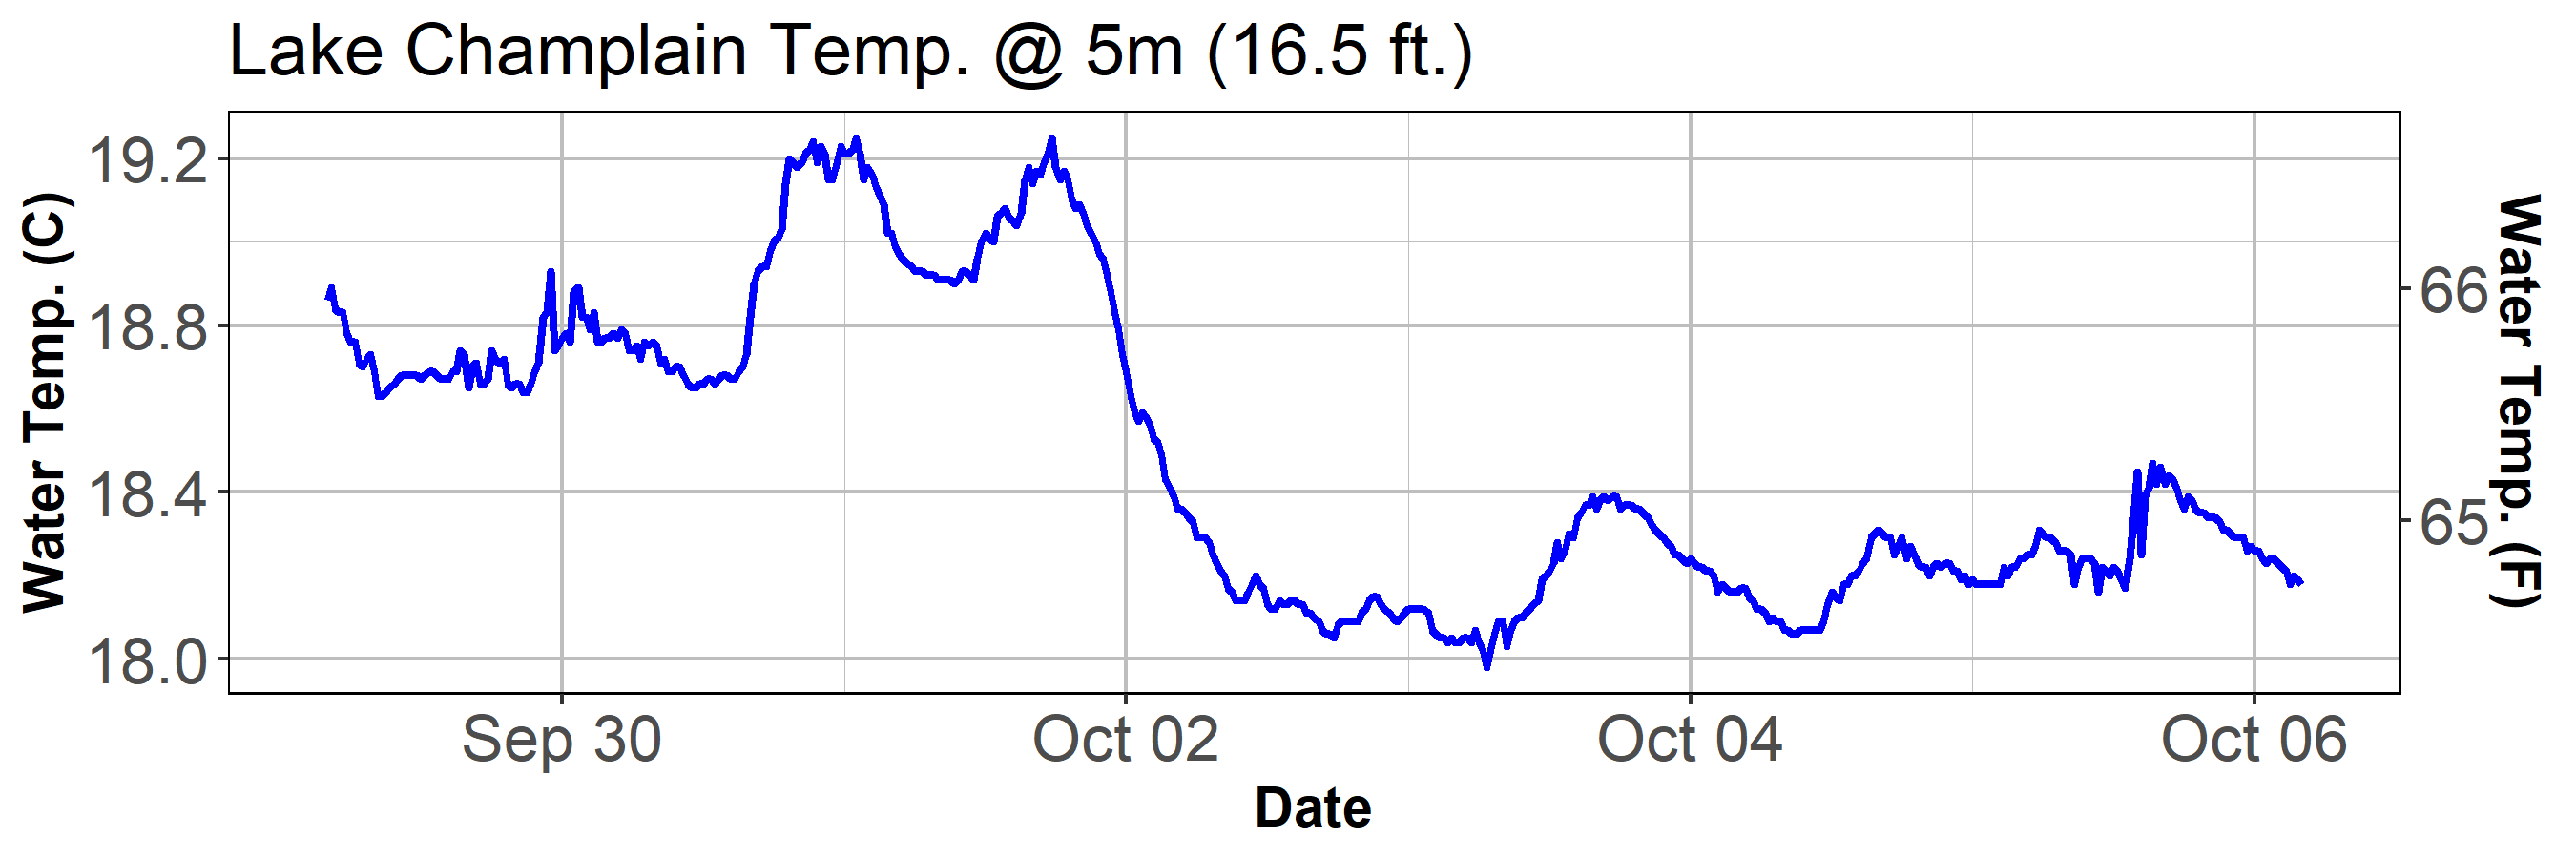 Lake Champlain Temp. @ 5m (16.5 ft.)
Water Temp. (C)
19.2
18.8
18.4
18.0
66
65
Water Temp. (F)
Sep 30
Oct 02
Oct 04
Oct 06
Date